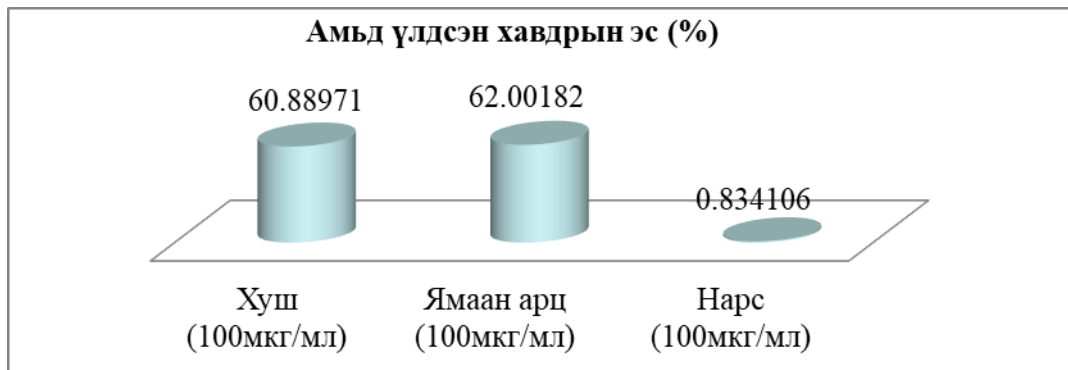 Амьд үлдсэн хавдрын эс (%)
60.88971
62.00182
0.834106
Хуш
(100мкг/мл)
Ямаан арц
(100мкг/мл)
Нарс
(100мкг/мл)